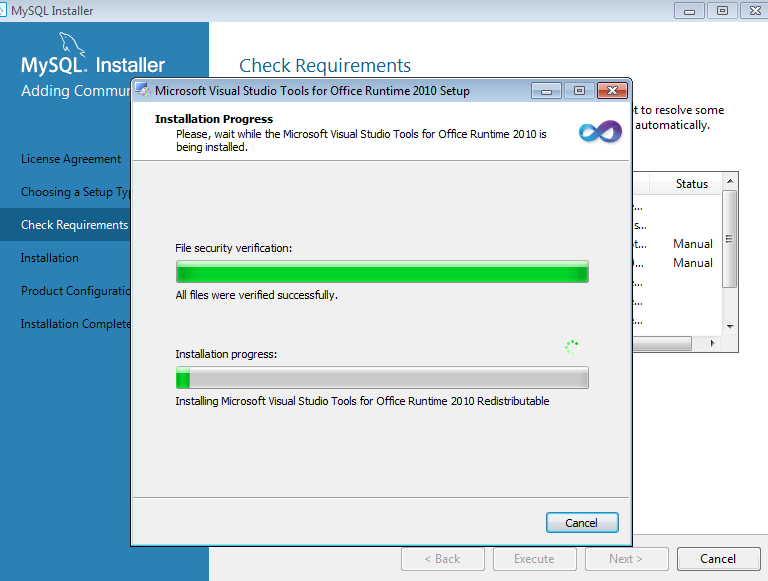 MySQL Installer
MySQL. Installer
Adding Commu
Check Requirements
License Agreement
Choosing a Setup Typ
Check Requirements
Installation
Product Configuratio
Installation Complete
t to resolve some
automatically.
Status
e...
s...
t... Manual
0... Manual
e...
e...
e...
Microsoft Visual Studio Tools for Office Runtime 2010 Setup
Installation Progress
Please, wait while the Microsoft Visual Studio Tools for Office Runtime 2010 is
being installed.
File security verification:
All files were verified successfully.
Installation progress:
Installing Microsoft Visual Studio Tools for Office Runtime 2010 Redistributable
Cancel
< Back
Execute
Next >
Cancel